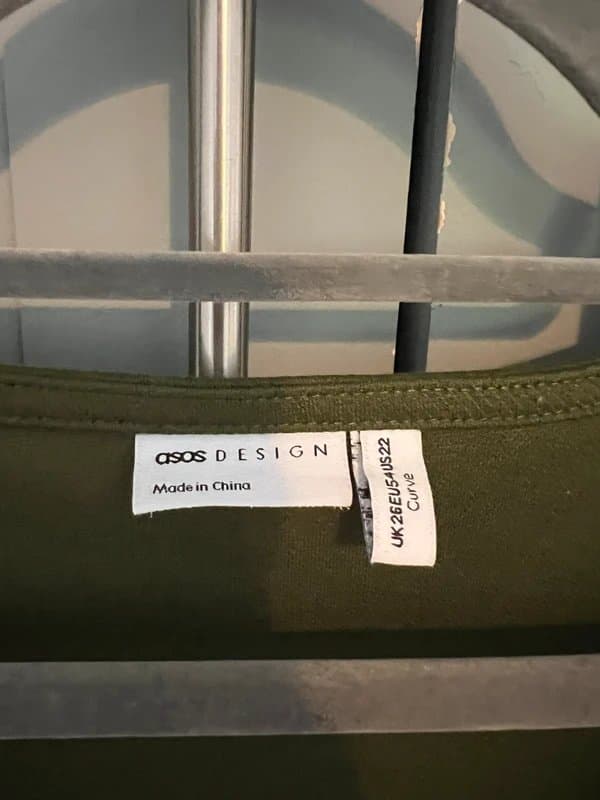 asos DESIGN
Made in China
UK26EU54US22
Curve